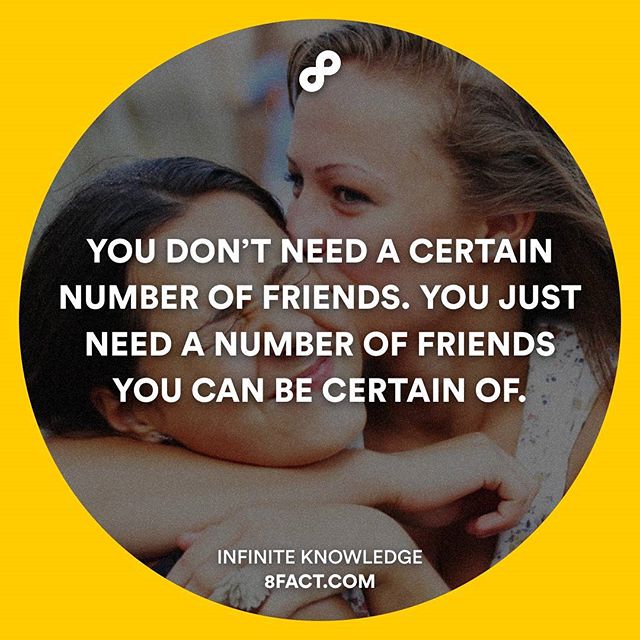 YOU DON'T NEED A CERTAIN
NUMBER OF FRIENDS. YOU JUST
NEED A NUMBER OF FRIENDS
YOU CAN BE CERTAIN OF.
INFINITE KNOWLEDGE
8FACT.COM